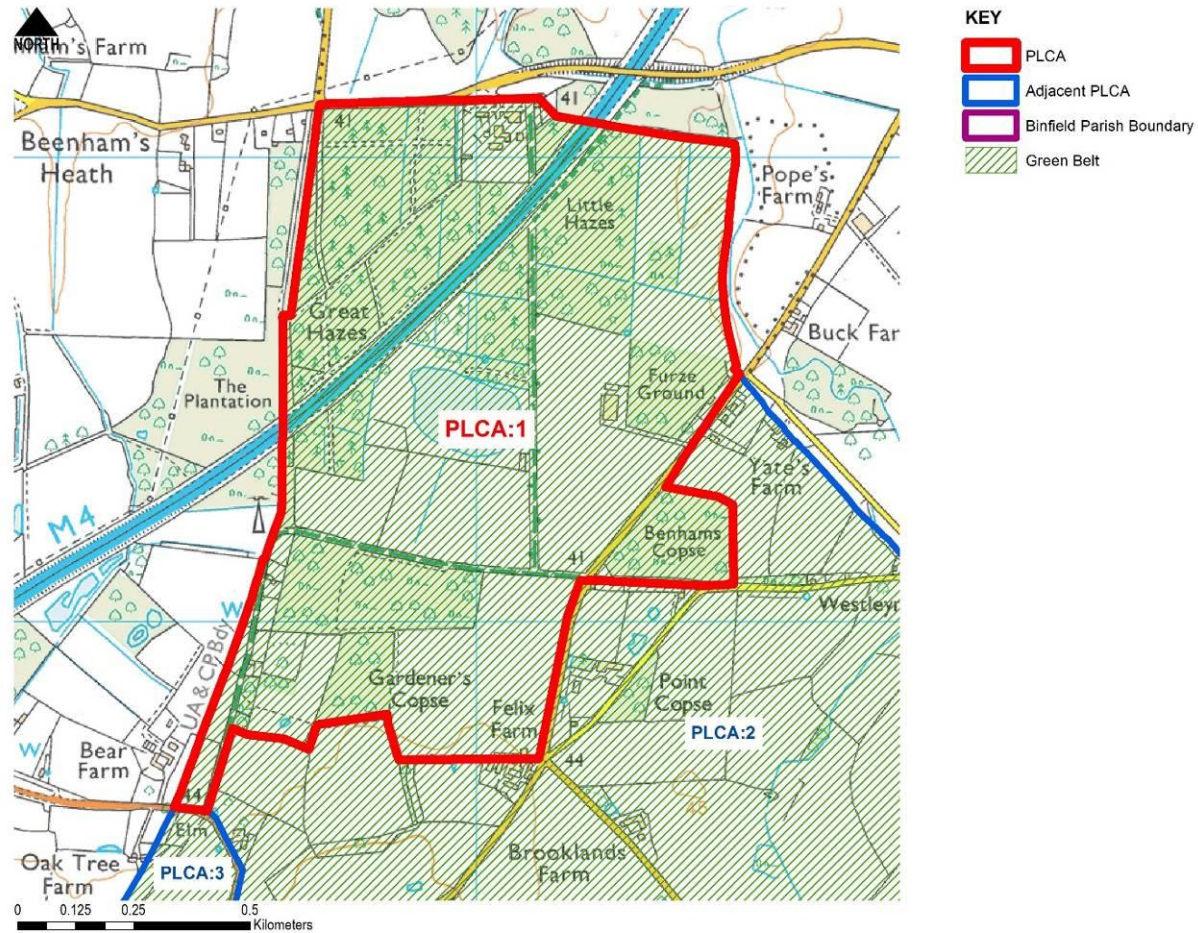 NORTH
Farm
Beenham's
Heath
41
41
Pope's
Farm
Little
Hazes
Great
Hazes
Buck Far
The
Plantation
Furze
Ground
PLCA:1
Yate's
Farm
M 4
Benhams
Copse
41
W
Westley
UA & CP Bdy
Gardener's
Copse
Felix
Farm
Point
Copse
PLCA:2
W
Bear
Farm
44
44
Elm
Oak Tree
Farm
PLCA:3
Brooklands
Farm
0 0.125 0.25 0.5
Kilometers
KEY
PLCA
Adjacent PLCA
Binfield Parish Boundary
Green Belt